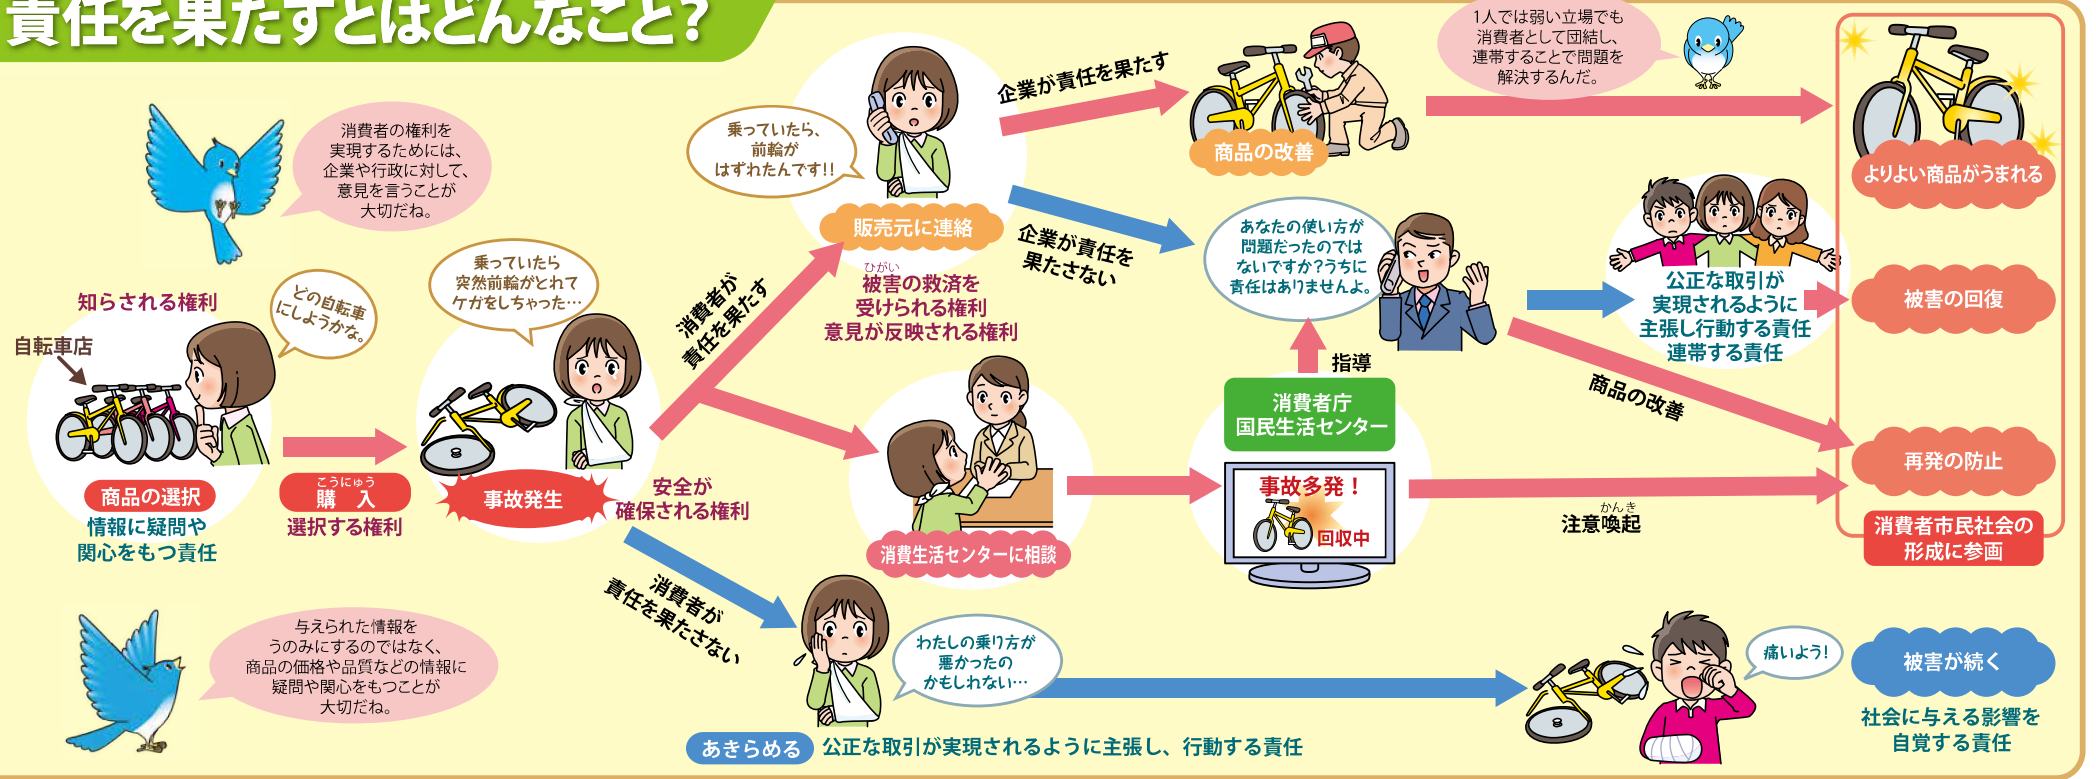 責任を果たすとはどんなこと?
消費者の権利を
実現するためには、
企業や行政に対して、
意見を言うことが
大切だね。
知らされる権利
どの自転車
にしようかな。
自転車店
商品の選択
情報に疑問や
関心をもつ責任
こうにゅう
購 入
選択する権利
与えられた情報を
うのみにするのではなく、
商品の価格や品質などの情報に
疑問や関心をもつことが
大切だね。
乗っていたら
突然前輪がとれて
ケガをしちゃった…
事故発生
安全が
確保される権利
消費者が
責任を果たす
消費者が
責任を果たさない
乗っていたら、
前輪が
はずれたんです!!
販売元に連絡
ひがい
被害の救済を
受けられる権利
意見が反映される権利
企業が責任を果たす
商品の改善
1人では弱い立場でも
消費者として団結し、
連帯することで問題を
解決するんだ。
よりよい商品がうまれる
企業が責任を
果たさない
あなたの使い方が
問題だったのでは
ないですか?うちに
責任はありませんよ。
公正な取引が
実現されるように
主張し行動する責任
連帯する責任
被害の回復
商品の改善
消費生活センターに相談
指導
消費者庁
国民生活センター
事故多発!
回収中
かんき
注意喚起
再発の防止
消費者市民社会の
形成に参画
わたしの乗り方が
悪かったの
かもしれない…
あきらめる
公正な取引が実現されるように主張し、行動する責任
痛いよう!
被害が続く
社会に与える影響を
自覚する責任